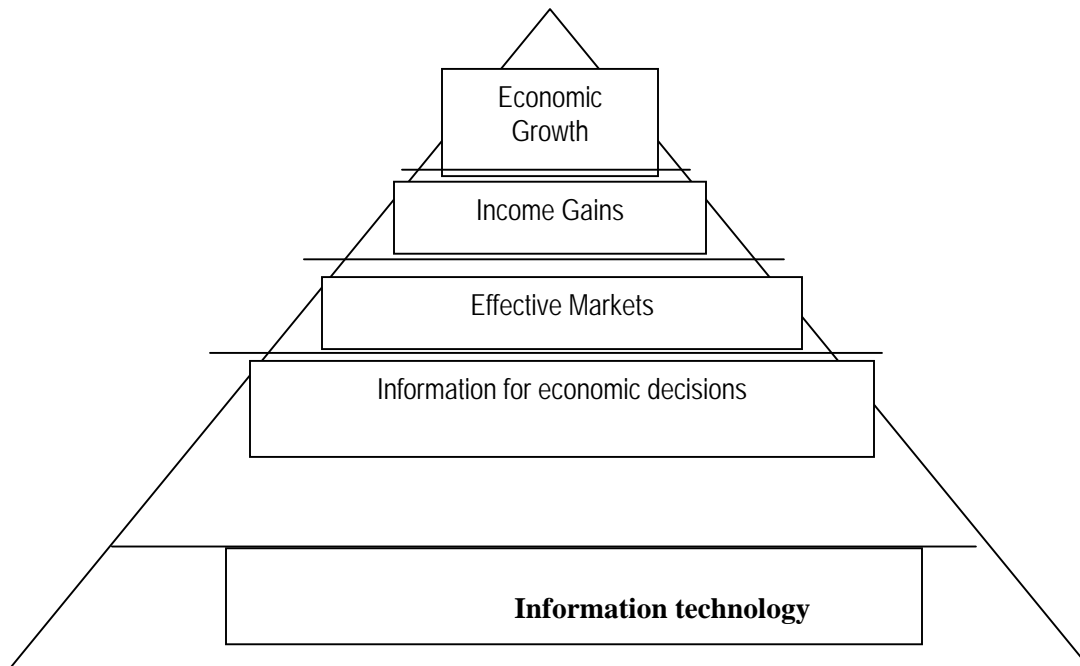 Economic
Growth
Income Gains
Effective Markets
Information for economic decisions
Information technology